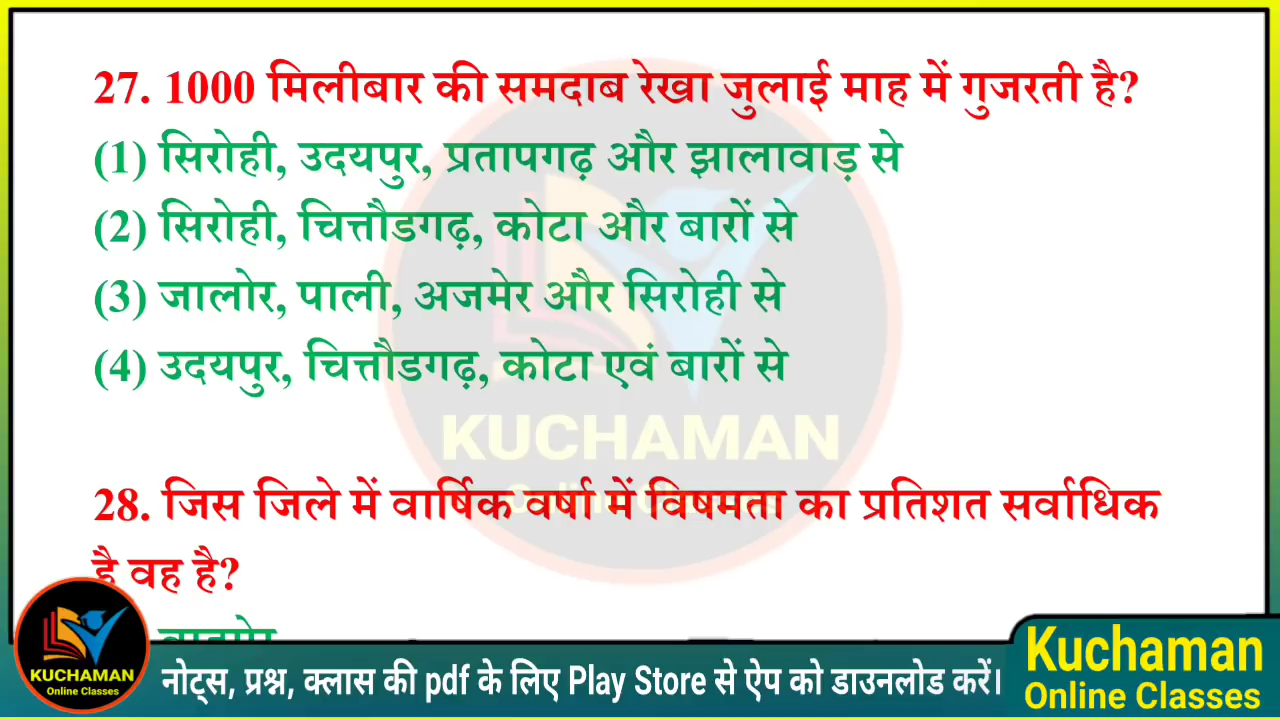 27. 1000 मिलीबार की समदाब रेखा जुलाई माह में गुजरती है?
(1) सिरोही, उदयपुर, प्रतापगढ़ और झालावाड़ से
(2) सिरोही, चित्तौडगढ़, कोटा और बारों से
(3) जालोर, पाली, अजमेर और सिरोही से
(4) उदयपुर, चित्तौडगढ़, कोटा एवं बारों से
KUCHAMAN
Online Classes
28. जिस जिले में वार्षिक वर्षा में विषमता का प्रतिशत सर्वाधिक
है वह है?
KUCHAMAN
Online Classes
नोट्स, प्रश्न, क्लास की pdf के लिए Play Store से ऐप को डाउनलोड करें।
Kuchaman
Online Classes